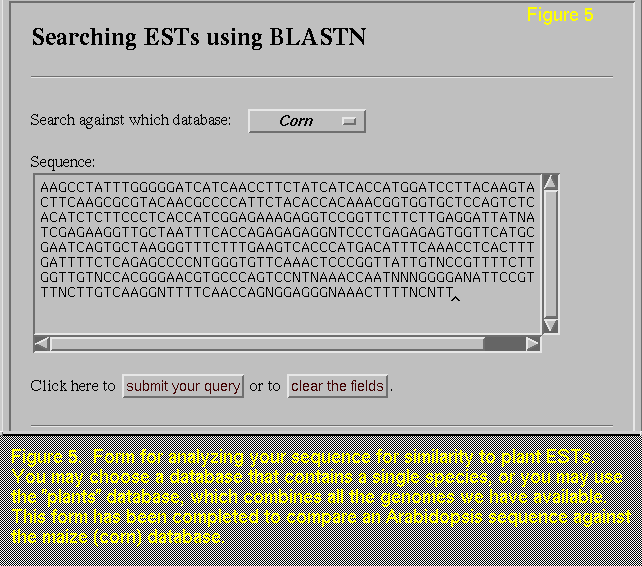 Figure 5
Searching ESTs using BLASTN
Search against which database: Corn
Sequence:
AAGCCTATTTGGGGGATCATCAACCTTCTATCATCACCATGGATCCTTACAAGTA
CTTCAAGCGCGTACAACGCCCCATTCTACACCACAAACGGTGGTGCTCCAGTCTC
ACATCTCTTCCCTCACCATCGGAGAAAGAGGTCCGGTTCTTCTTGAGGATTATNA
TCGAGAAGGTTGCTAATTTCACCAGAGAGAGGNTCCCTGAGAGAGTGGTTCATGC
GAATCAGTGCTAAGGGTTTCTTTGAAGTCACCCATGACATTTCAAACCTCACTTT
GATTTTCTCAGAGCCCCNTGGGTGTTCAAACTCCCGGTTATTGTNCCGTTTTCTT
GGTTGTNCCACGGGAACGTGCCCAGTCCNTNAAACCAATNNNGGGGANATTCCGT
TTNCTTGTCAAGGNTTTTCAACCAGNGGAGGGNAAACTTTTNCNTT
Click here to submit your query or to clear the fields .
Figure 5. Form for analyzing your sequence for similarity to plant ESTs.
You may choose a database that contains a single species, or you may use
the "plants" database, which conbines all the genomes we have available.
This form has been completed to compare an Arabidopsis sequence against
the maize (corn) database.